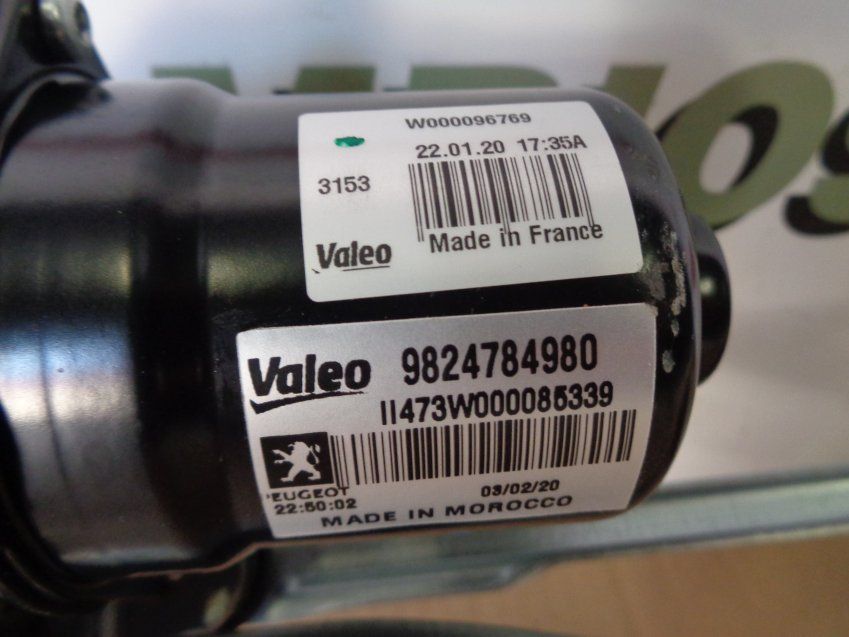 W000096769
22.01.20 17:35A
3153
Made in France
Valeo
Valeo 9824784980
II473W000085339
PEUGEOT
03/02/20
22:50:02
MADE IN MOROCCO